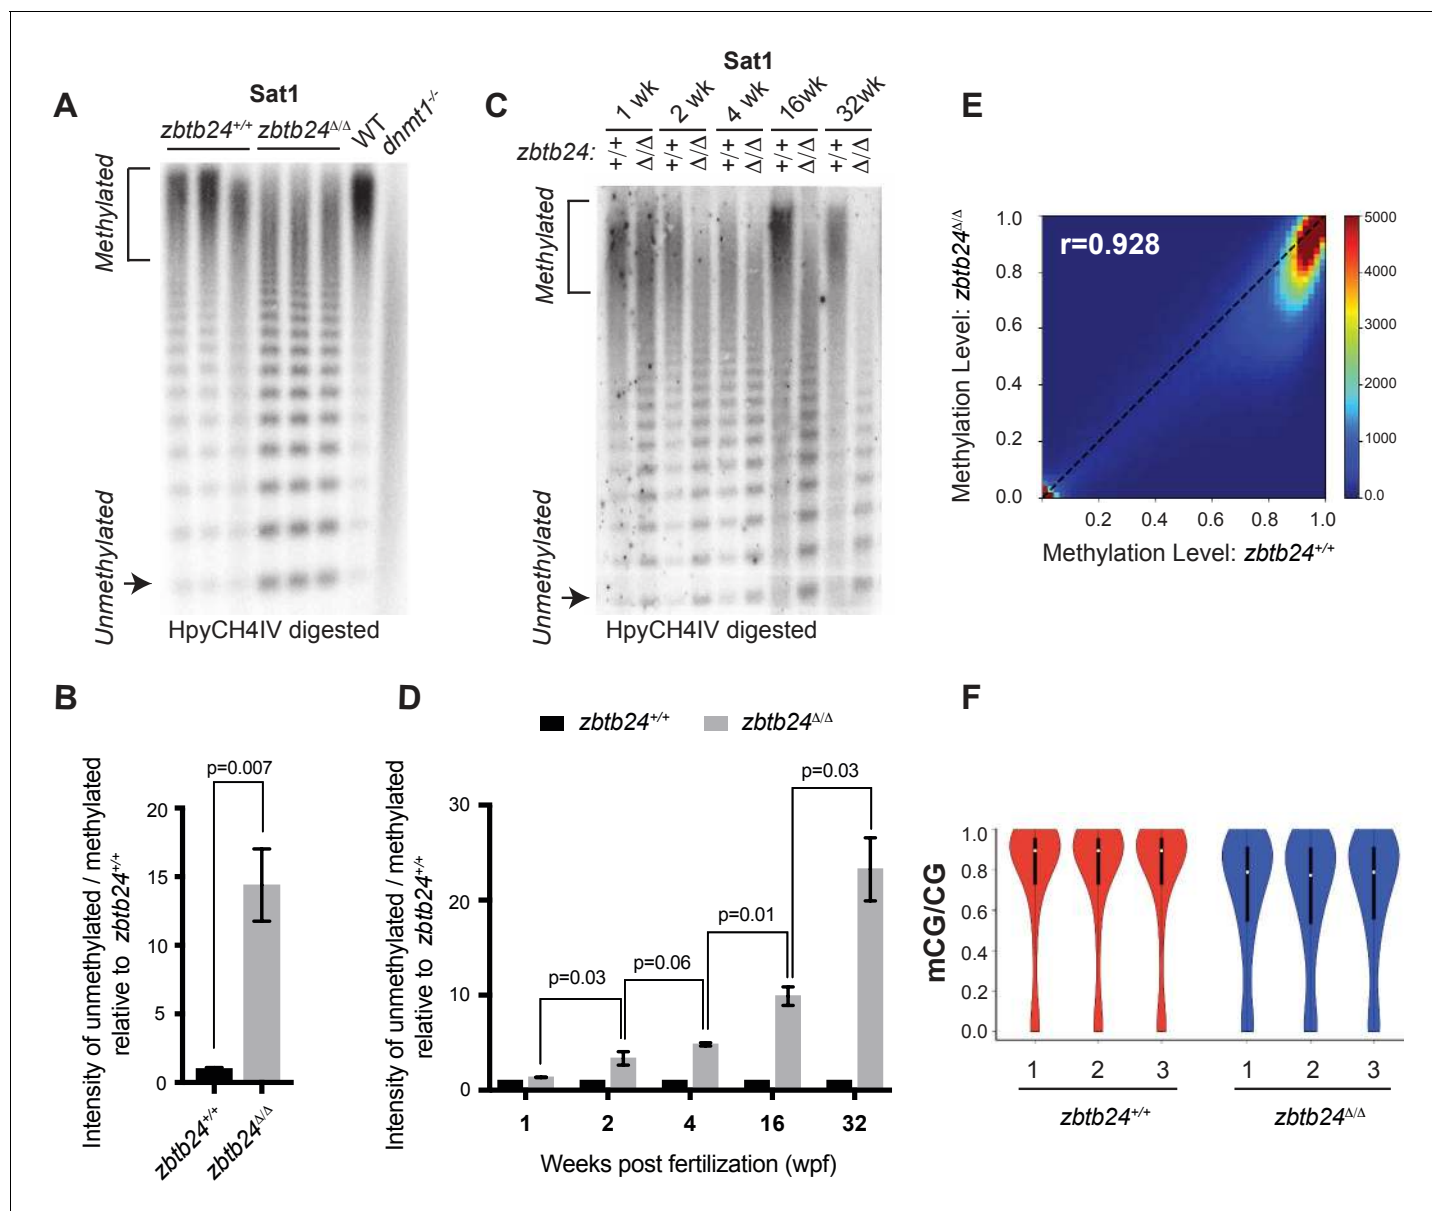 A
Sat1
zbtb24+/+ zbtb24Δ/Δ WT dnmt1-/-
Methylated
Unmethylated
HpyCH4IV digested
C
Sat1
1 wk 2 wk 4 wk 16wk 32wk
zbtb24: +/+ Δ/Δ +/+ Δ/Δ +/+ Δ/Δ +/+ Δ/Δ +/+ Δ/Δ
Methylated
Unmethylated
HpyCH4IV digested
E
Methylation Level: zbtb24Δ/Δ
1.0
0.8
0.6
0.4
0.2
0.0
r=0.928
5000
4000
3000
2000
1000
0.0
0.2 0.4 0.6 0.8 1.0
Methylation Level: zbtb24+/+
B
Intensity of unmethylated / methylated
relative to zbtb24+/+
p=0.007
20
15
10
5
0
zbtb24+/+ zbtb24Δ/Δ
D
zbtb24+/+ zbtb24Δ/Δ
Intensity of unmethylated / methylated
relative to zbtb24+/+
30
20
10
0
p=0.03
p=0.06
p=0.01
p=0.03
1 2 4 16 32
Weeks post fertilization (wpf)
F
mCG/CG
1.0
0.8
0.6
0.4
0.2
0.0
1 2 3 1 2 3
zbtb24+/+ zbtb24Δ/Δ